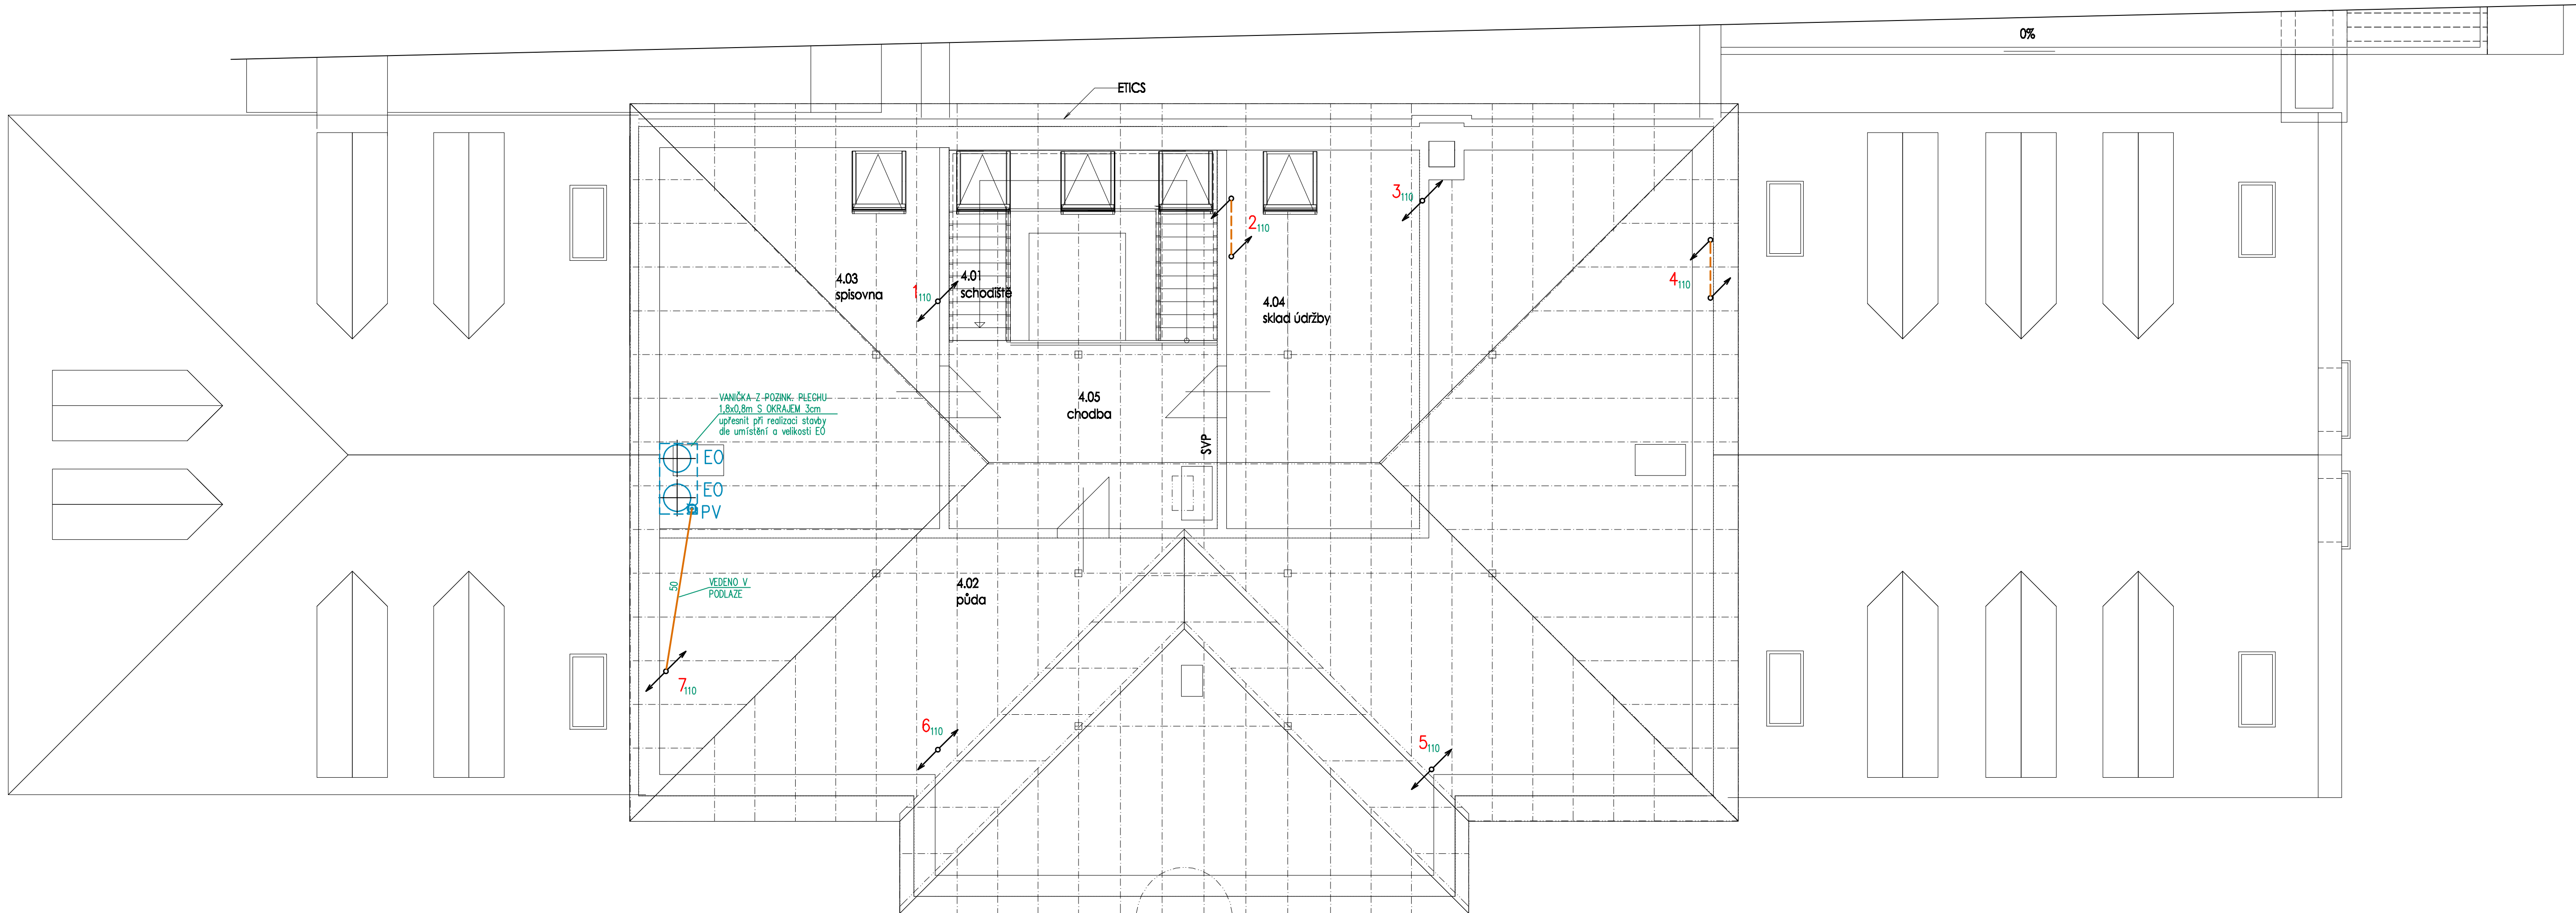 0%
ETICS
3110
2110
4.03
spisovna
1110
4.01
schodiště
4110
4.04
sklad údržby
VANIČKA Z POZINK. PLECHU
1,8x0,8m S OKRAJEM 3cm
upřesnit při realizaci stavby
dle umístění a velikosti EO
4.05
chodba
SVP
EO
EO
PV
50
VEDENO V
PODLAZE
4.02
půda
7110
6110
5110